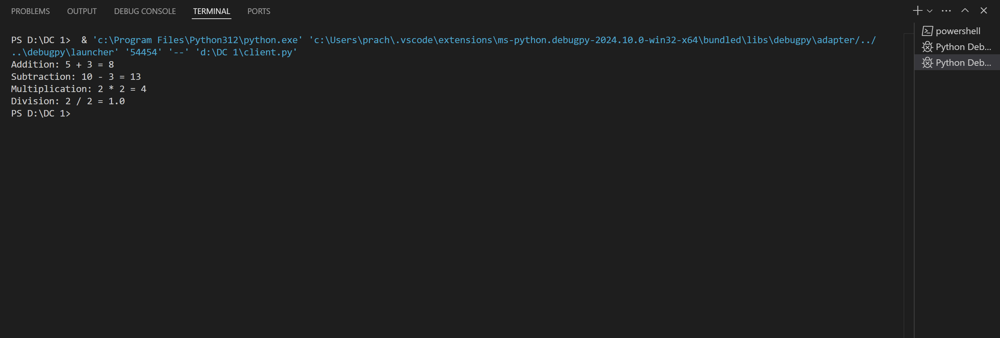 PROBLEMS OUTPUT DEBUG CONSOLE TERMINAL PORTS
PS D:\DC 1>  & 'c:\Program Files\Python312\python.exe' 'c:\Users\prach\.vscode\extensions\ms-python.debugpy-2024.10.0-win32-x64\bundled\libs\debugpy\adapter/../
..\debugpy\launcher' '54454' '--' 'd:\DC 1\client.py'
Addition: 5 + 3 = 8
Subtraction: 10 - 3 = 13
Multiplication: 2 * 2 = 4
Division: 2 / 2 = 1.0
PS D:\DC 1>
powershell
Python Deb...
Python Deb...